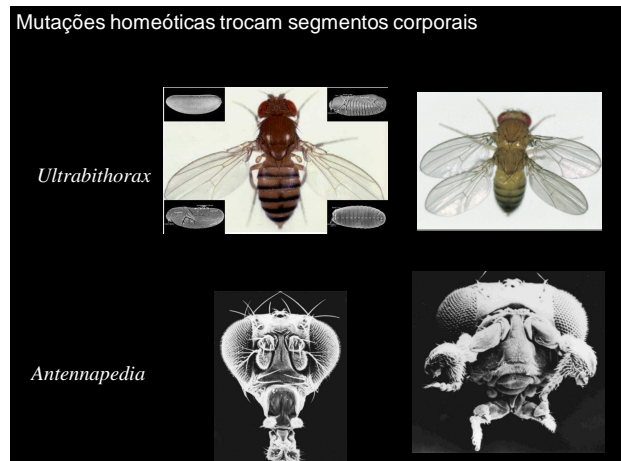 Mutações homeóticas trocam segmentos corporais
Ultrabithorax
Antennapedia